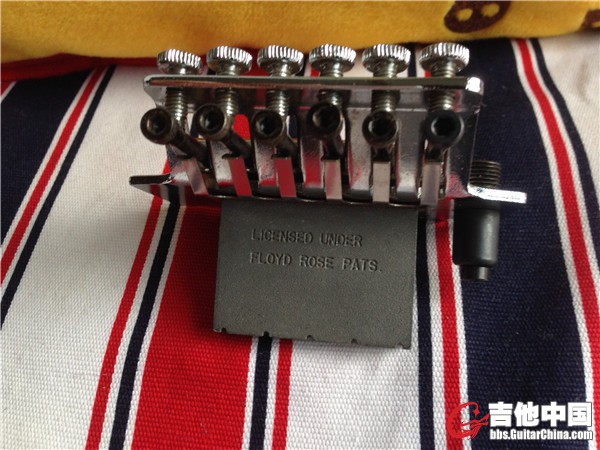 LICENSED UNDER
FLOYD ROSE PATS.
吉他中国
bbs.GuitarChina.com